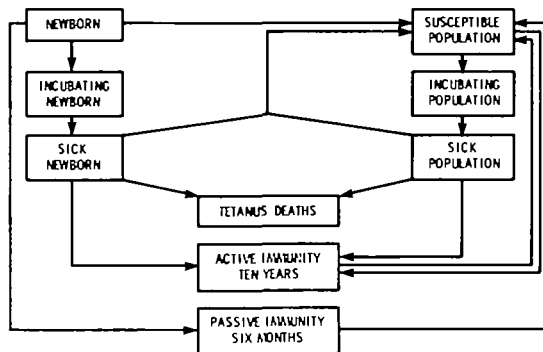 NEWBORN
SUSCEPTIBLE
POPULATION
INCUBATING
NEWBORN
INCUBATING
POPULATION
SICK
NEWBORN
SICK
POPULATION
TETANUS DEATHS
ACTIVE IMMUNITY
TEN YEARS
PASSIVE IMMUNITY
SIX MONTHS